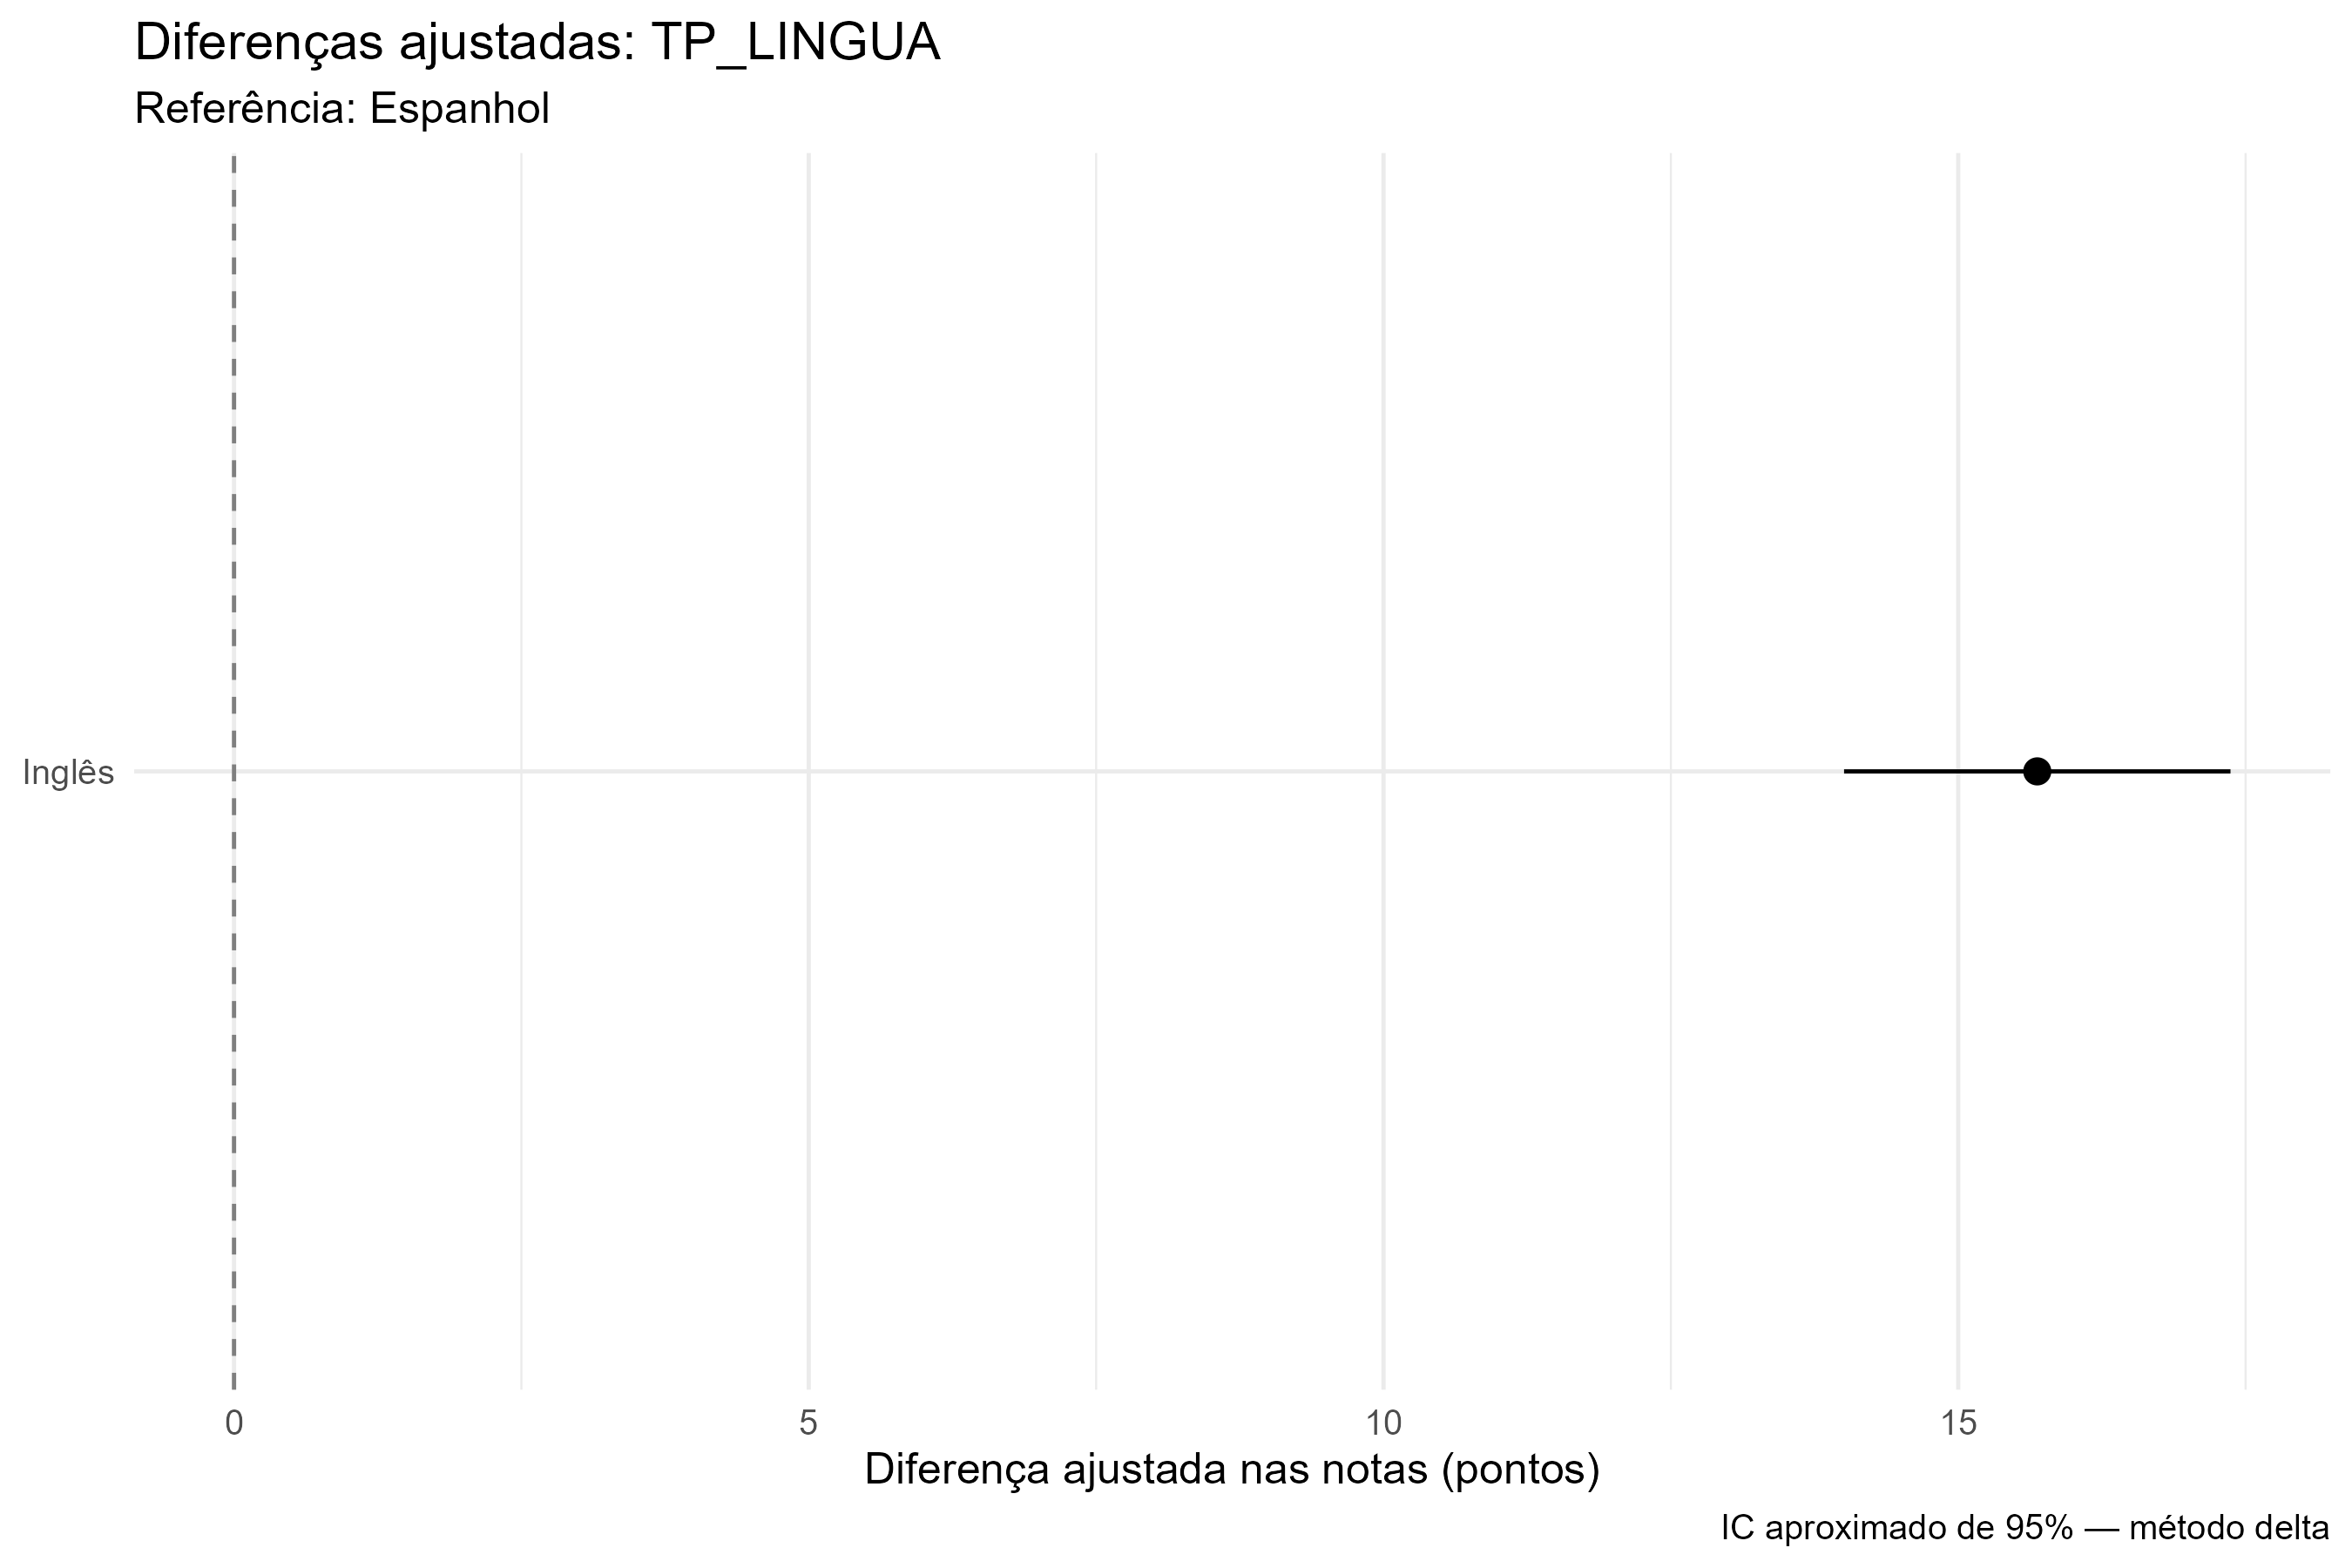 Diferenças ajustadas: TP_LINGUA
Referência: Espanhol
Inglês
0 5 10 15
Diferença ajustada nas notas (pontos)
IC aproximado de 95% — método delta